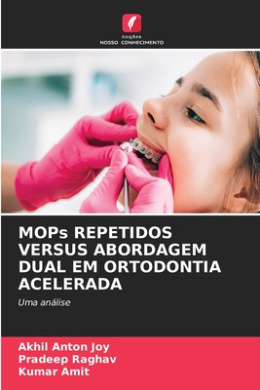 edições
NOSSO CONHECIMENTO
MOPs REPETIDOS
VERSUS ABORDAGEM
DUAL EM ORTODONTIA
ACELERADA
Uma análise
Akhil Anton Joy
Pradeep Raghav
Kumar Amit